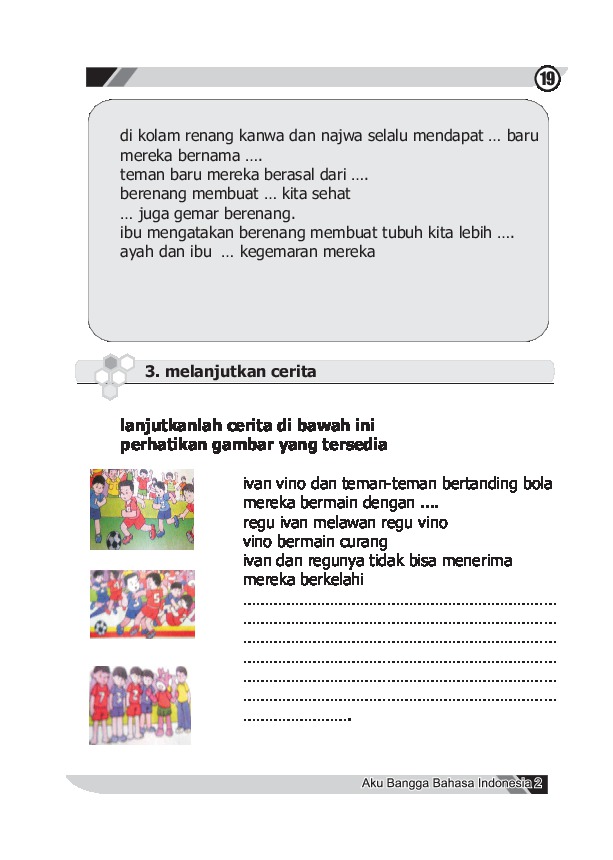 19
di kolam renang kanwa dan najwa selalu mendapat ... baru
mereka bernama ....
teman baru mereka berasal dari ....
berenang membuat ... kita sehat
... juga gemar berenang.
ibu mengatakan berenang membuat tubuh kita lebih ....
ayah dan ibu ... kegemaran mereka
3. melanjutkan cerita
lanjutkanlah cerita di bawah ini
perhatikan gambar yang tersedia
ivan vino dan teman-teman bertanding bola
mereka bermain dengan ....
regu ivan melawan regu vino
vino bermain curang
ivan dan regunya tidak bisa menerima
mereka berkelahi
................................................................
................................................................
................................................................
................................................................
................................................................
................................................................
.......................
Aku Bangga Bahasa Indonesia 2